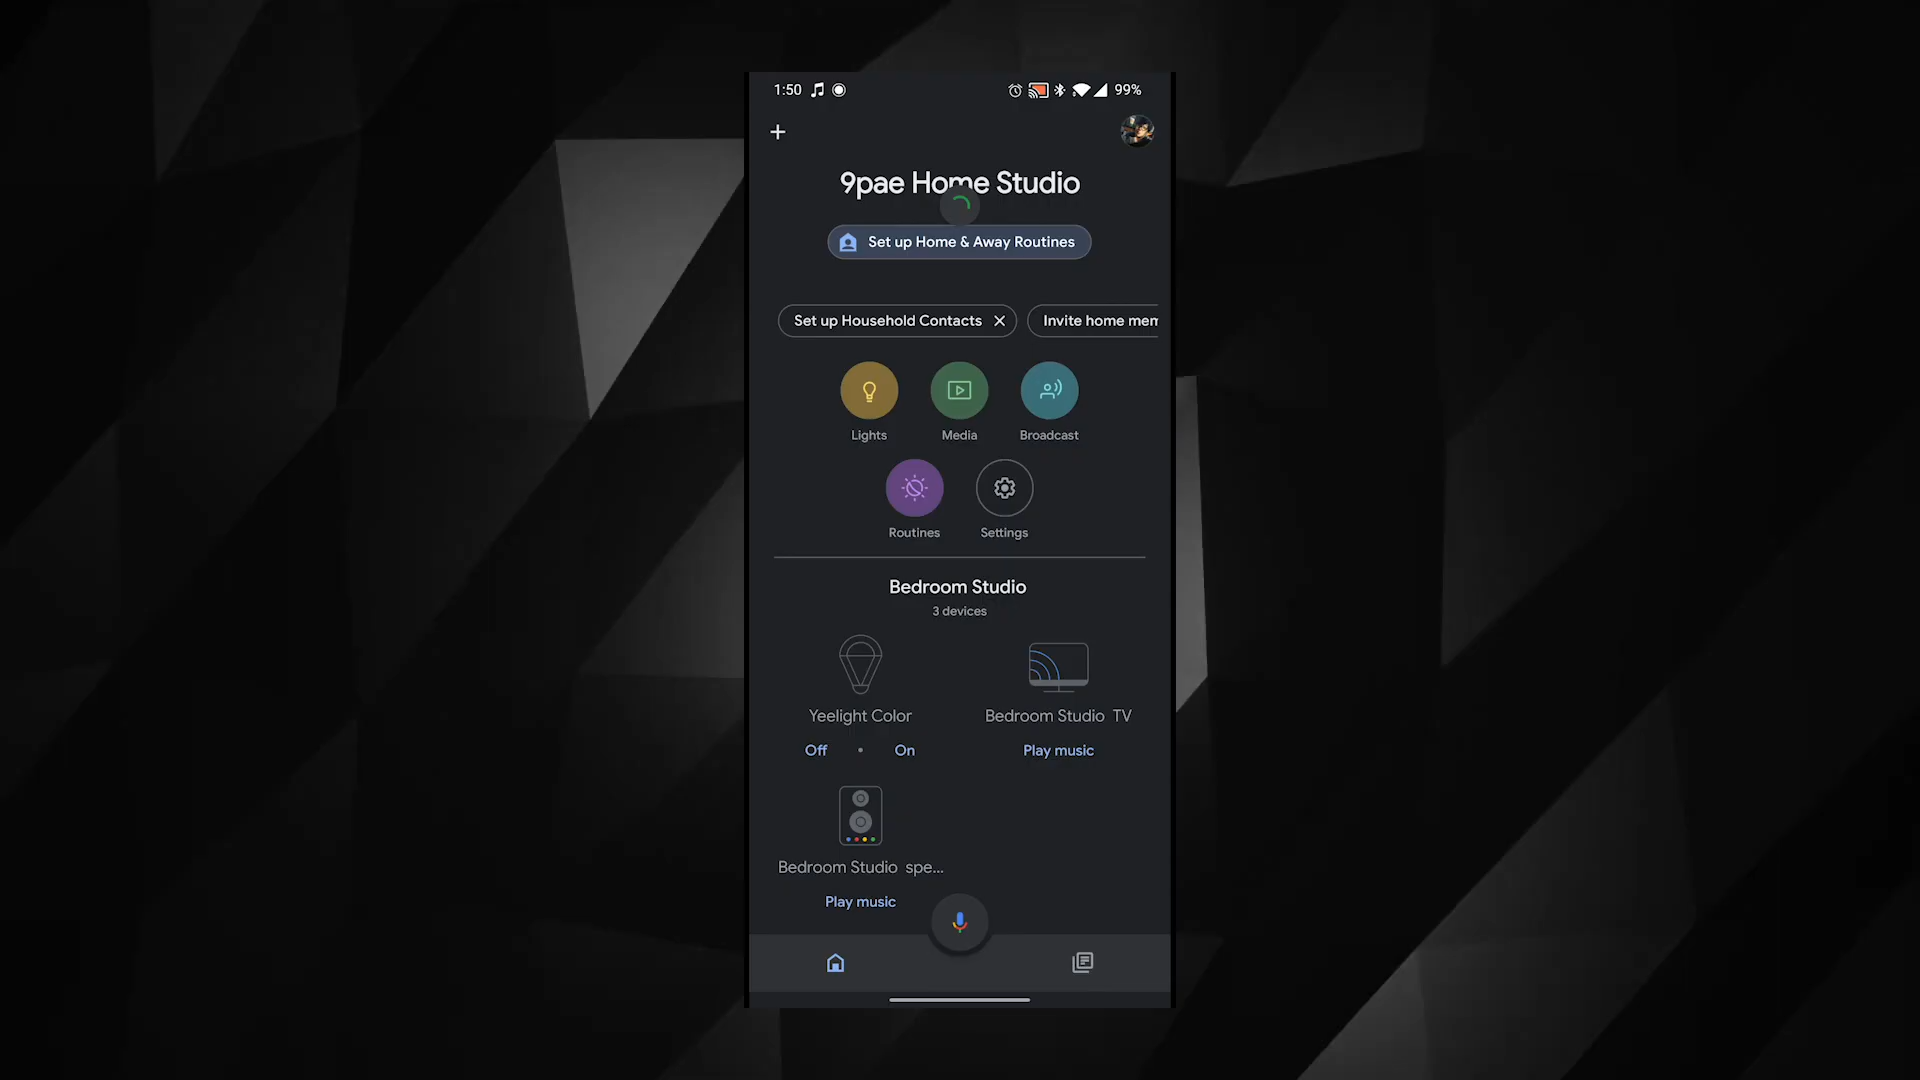 1:50
99%
9pae Home Studio
Set up Home & Away Routines
Set up Household Contacts
Invite home mem
Lights
Media
Broadcast
Routines
Settings
Bedroom Studio
3 devices
Yeelight Color
Bedroom Studio TV
Off • On
Play music
Bedroom Studio spe...
Play music